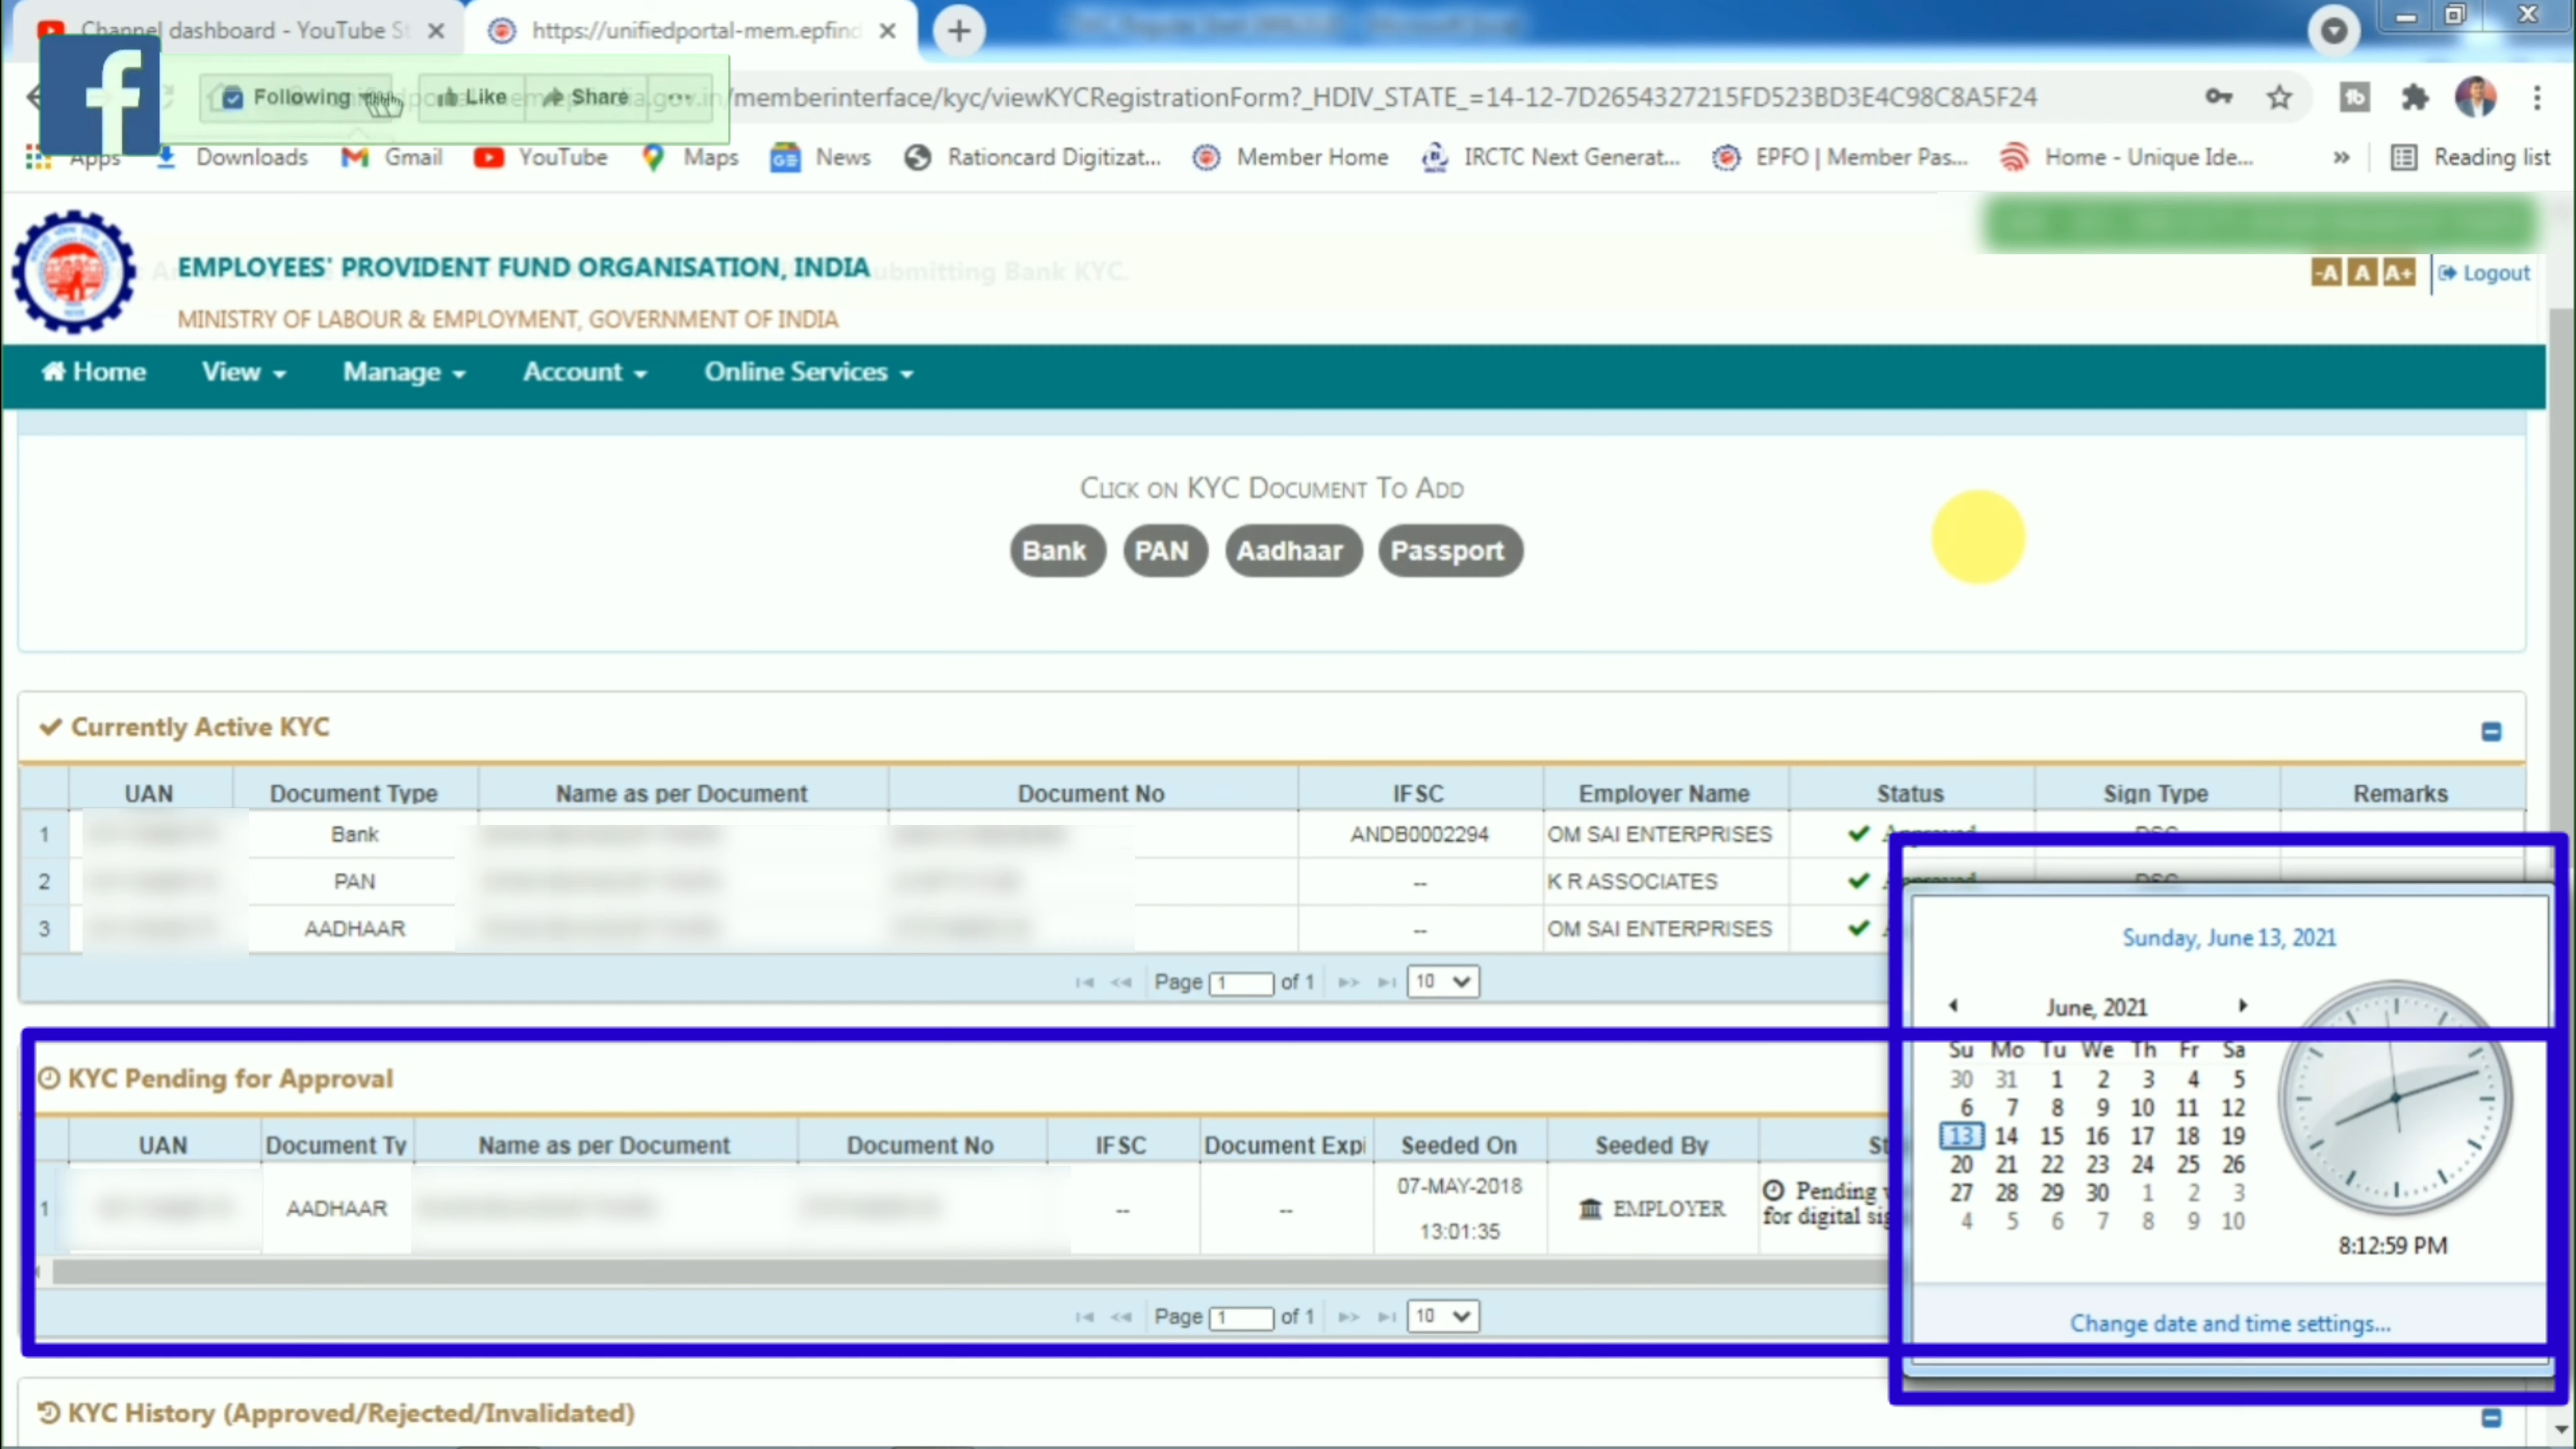 Channel dashboard - YouTube St
https://unifiedportal-mem.epfind
Following Like Share
/memberinterface/kyc/viewKYCRegistrationForm?_HDIV_STATE_=14-12-7D2654327215FD523BD3E4C98C8A5F24
Apps Downloads Gmail YouTube Maps News Rationcard Digitizat... Member Home IRCTC Next Generat... EPFO | Member Pas... Home - Unique Ide... » Reading list
EMPLOYEES' PROVIDENT FUND ORGANISATION, INDIA submitting Bank KYC.
-A A A+ Logout
MINISTRY OF LABOUR & EMPLOYMENT, GOVERNMENT OF INDIA
Home View Manage Account Online Services
CLICK ON KYC DOCUMENT TO ADD
Bank PAN Aadhaar Passport
Currently Active KYC
UAN Document Type Name as per Document Document No IFSC Employer Name Status Sign Type Remarks
1 Bank ANDB0002294 OM SAI ENTERPRISES Approved DSC
2 PAN -- K R ASSOCIATES Approved DSC
3 AADHAAR -- OM SAI ENTERPRISES
Page 1 of 1 10
KYC Pending for Approval
UAN Document Ty Name as per Document Document No IFSC Document Expi Seeded On Seeded By St
1 AADHAAR -- -- 07-MAY-2018 13:01:35 EMPLOYER Pending
for digital sig
Page 1 of 1 10
KYC History (Approved/Rejected/Invalidated)
Sunday, June 13, 2021
June, 2021
Su Mo Tu We Th Fr Sa
30 31 1 2 3 4 5
6 7 8 9 10 11 12
13 14 15 16 17 18 19
20 21 22 23 24 25 26
27 28 29 30 1 2 3
4 5 6 7 8 9 10
8:12:59 PM
Change date and time settings...